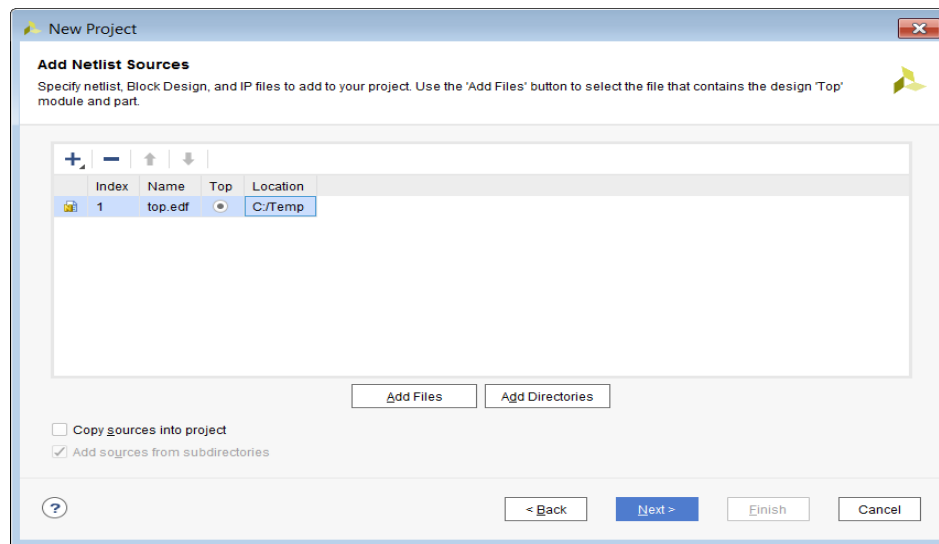 New Project
Add Netlist Sources
Specify netlist, Block Design, and IP files to add to your project. Use the 'Add Files' button to select the file that contains the design 'Top'
module and part.
Index Name Top Location
1 top.edf C:/Temp
Add Files Add Directories
Copy sources into project
Add sources from subdirectories
? < Back Next > Finish Cancel